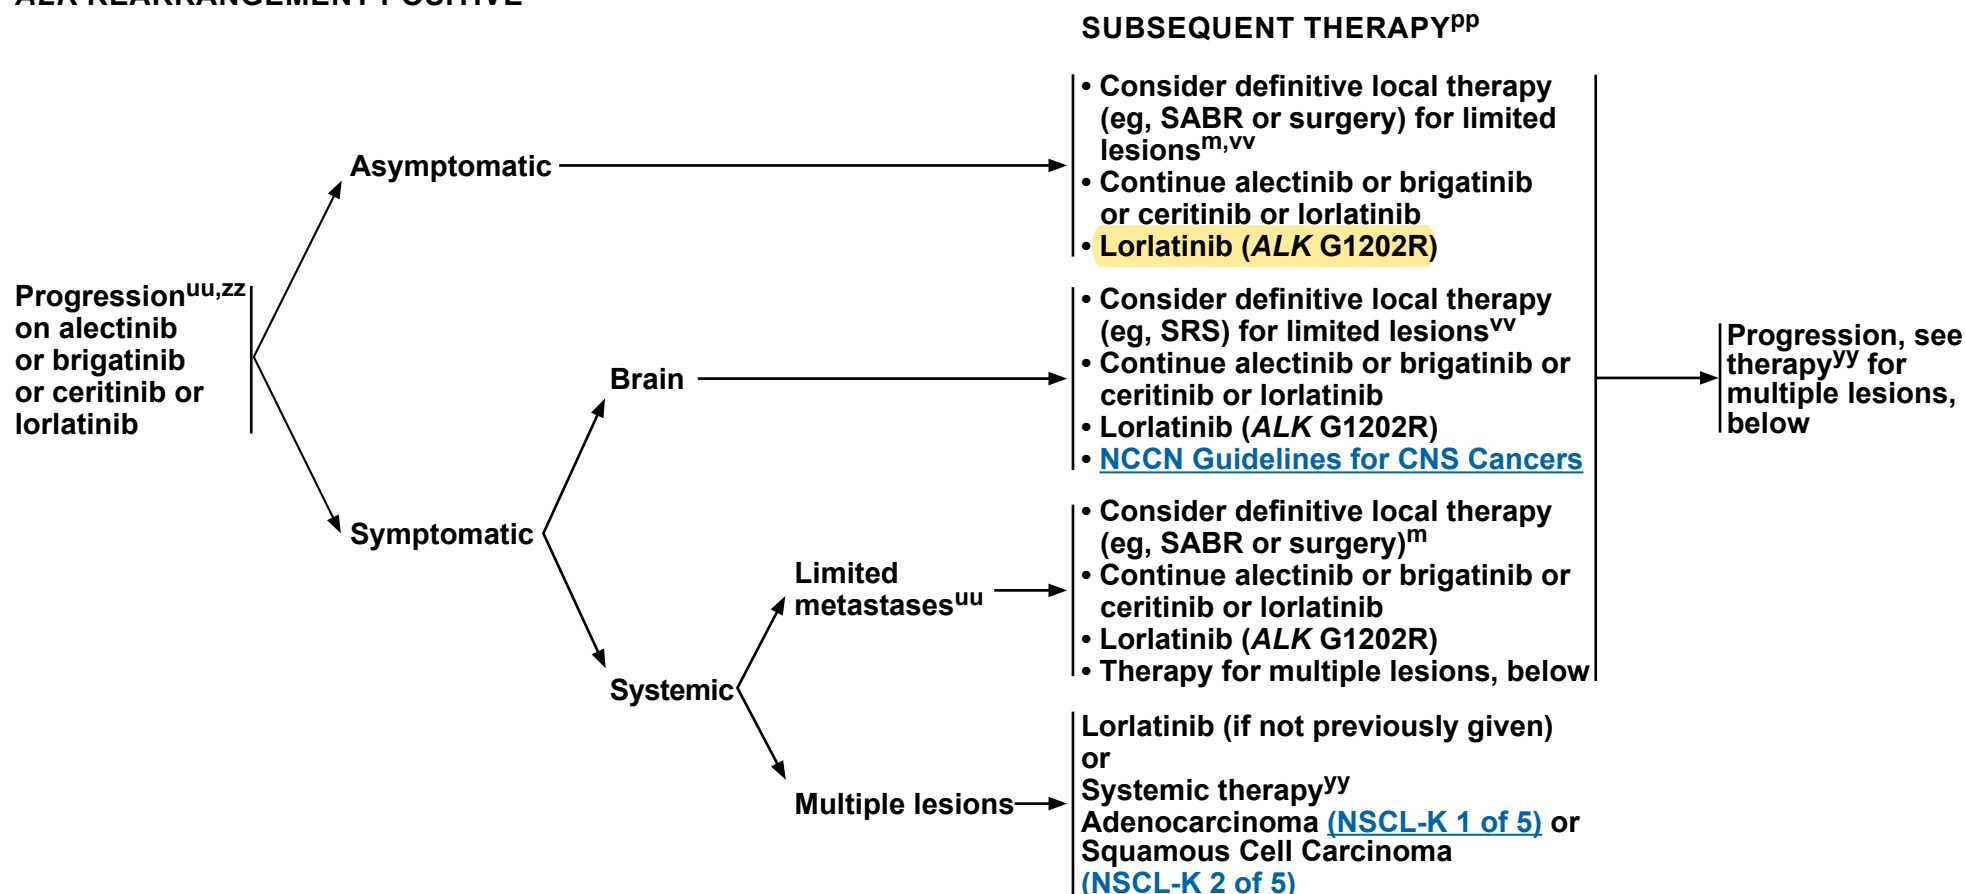 ALK REARRANGEMENT POSITIVE
SUBSEQUENT THERAPYpp
Progressionuu,zz
on alectinib
or brigatinib
or ceritinib or
lorlatinib
Asymptomatic
• Consider definitive local therapy
(eg, SABR or surgery) for limited
lesionsm,vv
• Continue alectinib or brigatinib
or ceritinib or lorlatinib
• Lorlatinib (ALK G1202R)
Symptomatic
Brain
• Consider definitive local therapy
(eg, SRS) for limited lesionsvv
• Continue alectinib or brigatinib or
ceritinib or lorlatinib
• Lorlatinib (ALK G1202R)
• NCCN Guidelines for CNS Cancers
Systemic
Limited
metastasesuu
• Consider definitive local therapy
(eg, SABR or surgery)m
• Continue alectinib or brigatinib or
ceritinib or lorlatinib
• Lorlatinib (ALK G1202R)
• Therapy for multiple lesions, below
Progression, see
therapyyy for
multiple lesions,
below
Multiple lesions
Lorlatinib (if not previously given)
or
Systemic therapyyy
Adenocarcinoma (NSCL-K 1 of 5) or
Squamous Cell Carcinoma
(NSCL-K 2 of 5)